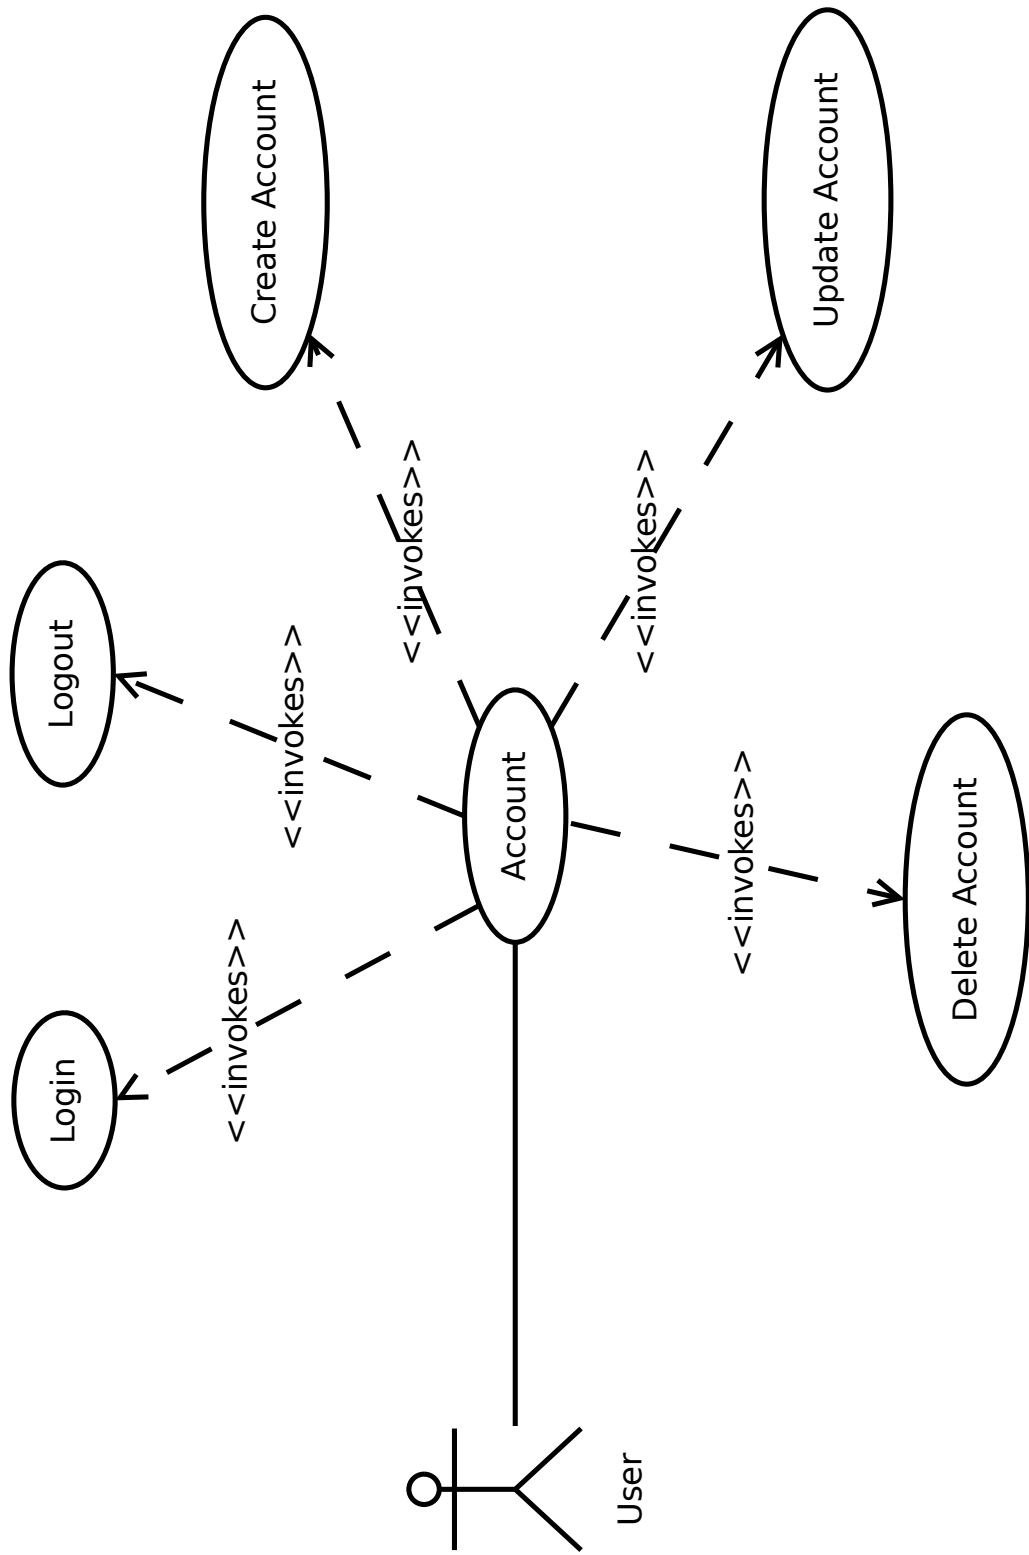 Login
Logout
<<invokes>>
<<invokes>>
Create Account
<<invokes>>
User
Account
<<invokes>>
<<invokes>>
Update Account
Delete Account